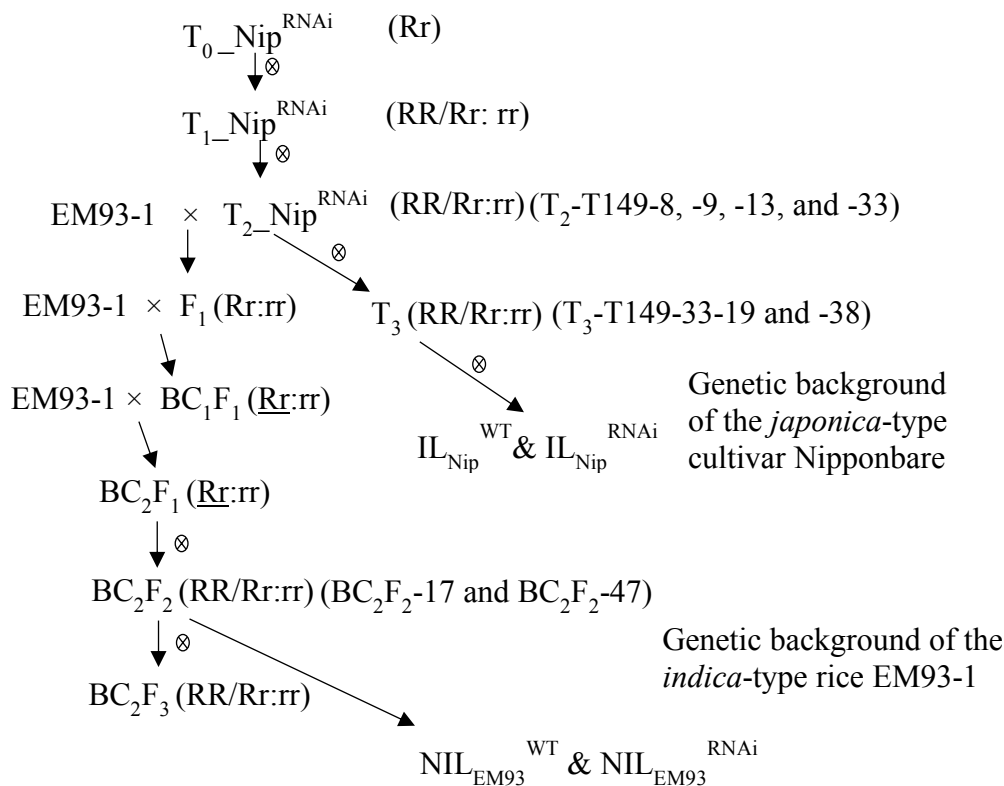 T0_NipRNAi (Rr)
⊗
T1_NipRNAi (RR/Rr: rr)
⊗
EM93-1 × T2_NipRNAi (RR/Rr:rr) (T2-T149-8, -9, -13, and -33)
⊗
EM93-1 × F1 (Rr:rr)
T3 (RR/Rr:rr) (T3-T149-33-19 and -38)
⊗
EM93-1 × BC1F1 (Rr:rr)
Genetic background
of the japonica-type
cultivar Nipponbare
ILNipWT & ILNipRNAi
BC2F1 (Rr:rr)
⊗
BC2F2 (RR/Rr:rr) (BC2F2-17 and BC2F2-47)
⊗
Genetic background of the
indica-type rice EM93-1
BC2F3 (RR/Rr:rr)
NILEM93WT & NILEM93RNAi